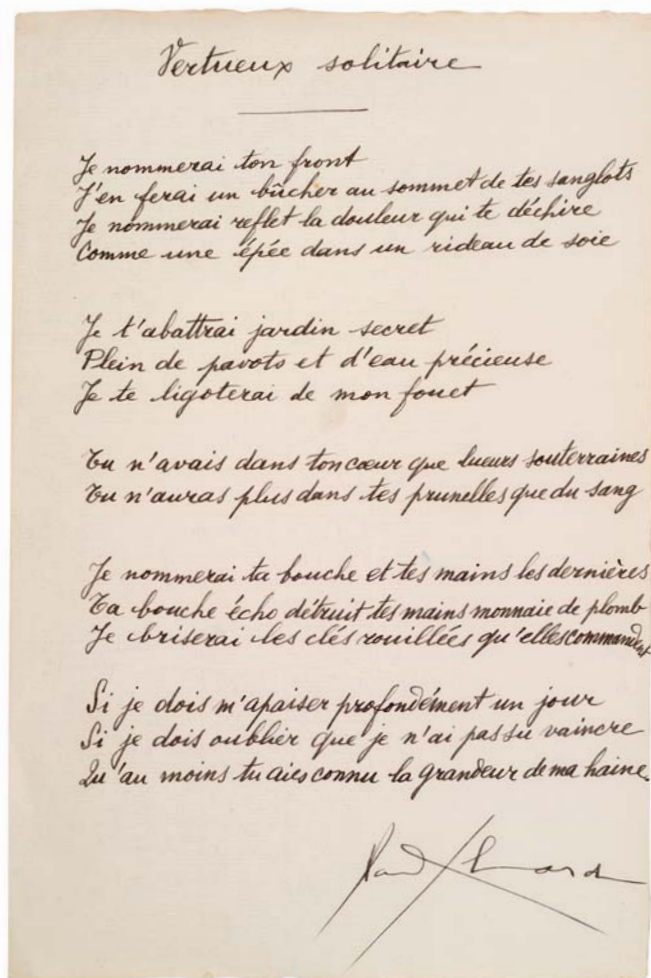 Vertueux solitaire
Je nommerai ton front
J'en ferai un bûcher au sommet de tes sanglots
Je nommerai reflet la douleur qui te déchire
Comme une épée dans un rideau de soie
Je t'abattrai jardin secret
Plein de pavots et d'eau précieuse
Je te ligoterai de mon fouet
Tu n'avais dans ton cœur que lueurs souterraines
Tu n'auras plus dans tes prunelles que du sang
Je nommerai ta bouche et tes mains les dernières
Ta bouche écho détruit tes mains monnaie de plomb
Je briserai les clés rouillées qu'elles commandent
Si je dois m'apaiser profondément un jour
Si je dois oublier que je n'ai pas su vaincre
Qu'au moins tu aies connu la grandeur de ma haine.
Paul Eluard